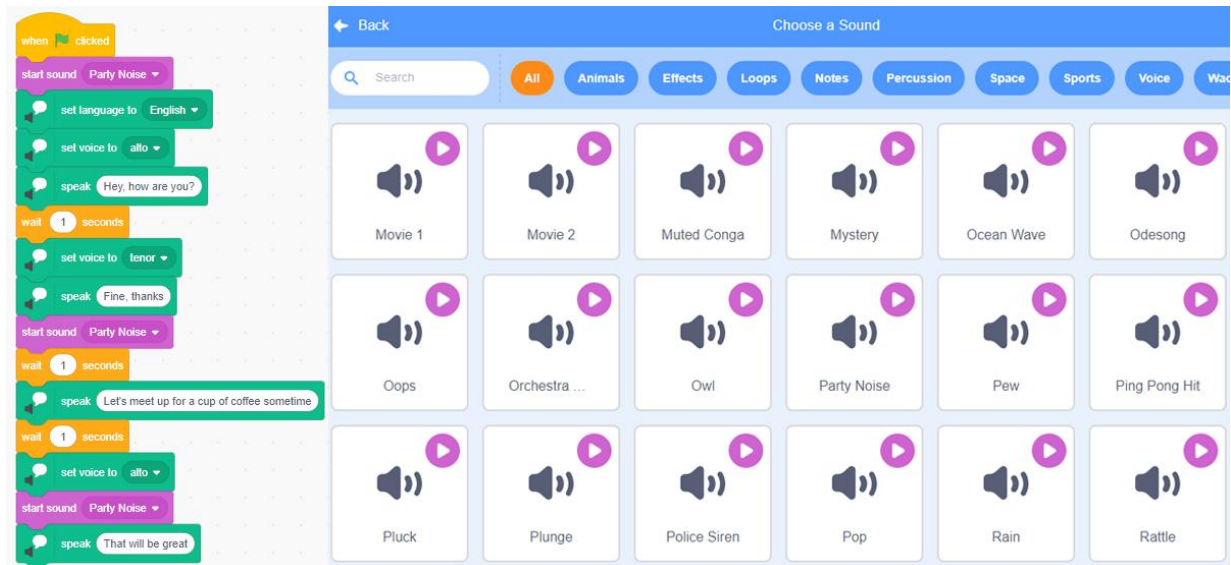 when clicked
start sound Party Noise
set language to English
set voice to alto
speak Hey, how are you?
wait 1 seconds
set voice to tenor
speak Fine, thanks
start sound Party Noise
wait 1 seconds
speak Let's meet up for a cup of coffee sometime
wait 1 seconds
set voice to alto
start sound Party Noise
speak That will be great
Back
Choose a Sound
Search
All Animals Effects Loops Notes Percussion Space Sports Voice Wac
Movie 1 Movie 2 Muted Conga Mystery Ocean Wave Odesong
Oops Orchestra ... Owl Party Noise Pew Ping Pong Hit
Pluck Plunge Police Siren Pop Rain Rattle